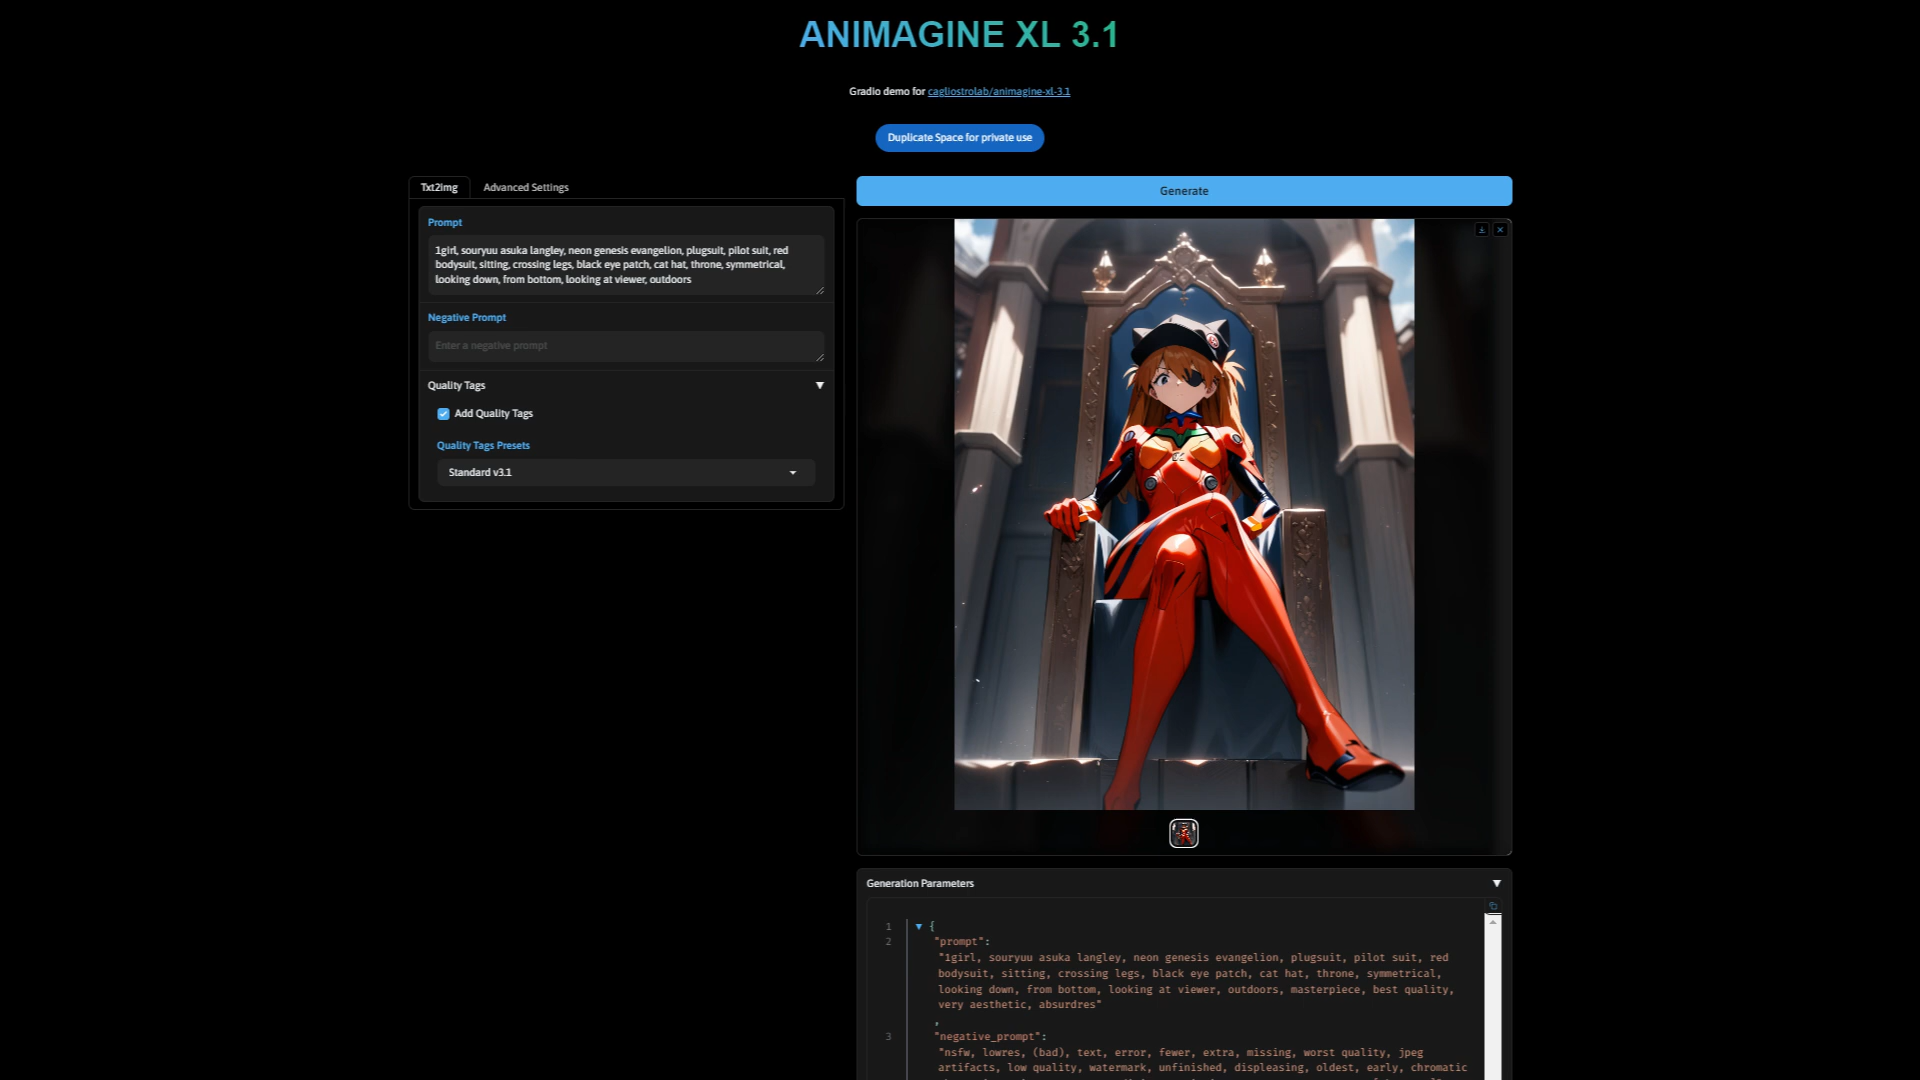 ANIMAGINE XL 3.1
Gradio demo for cagliostrolab/animagine-xl-3.1
Duplicate Space for private use
Txt2img
Advanced Settings
Prompt
1girl, souryuu asuka langley, neon genesis evangelion, plugsuit, pilot suit, red
bodysuit, sitting, crossing legs, black eye patch, cat hat, throne, symmetrical,
looking down, from bottom, looking at viewer, outdoors
Negative Prompt
Enter a negative prompt
Quality Tags
Add Quality Tags
Quality Tags Presets
Standard v3.1
Generate
Generation Parameters
1 {
2 "prompt":
"1girl, souryuu asuka langley, neon genesis evangelion, plugsuit, pilot suit, red
bodysuit, sitting, crossing legs, black eye patch, cat hat, throne, symmetrical,
looking down, from bottom, looking at viewer, outdoors, masterpiece, best quality,
very aesthetic, absurdres"
,
3 "negative_prompt":
"nsfw, lowres, (bad), text, error, fewer, extra, missing, worst quality, jpeg
artifacts, low quality, watermark, unfinished, displeasing, oldest, early, chromatic